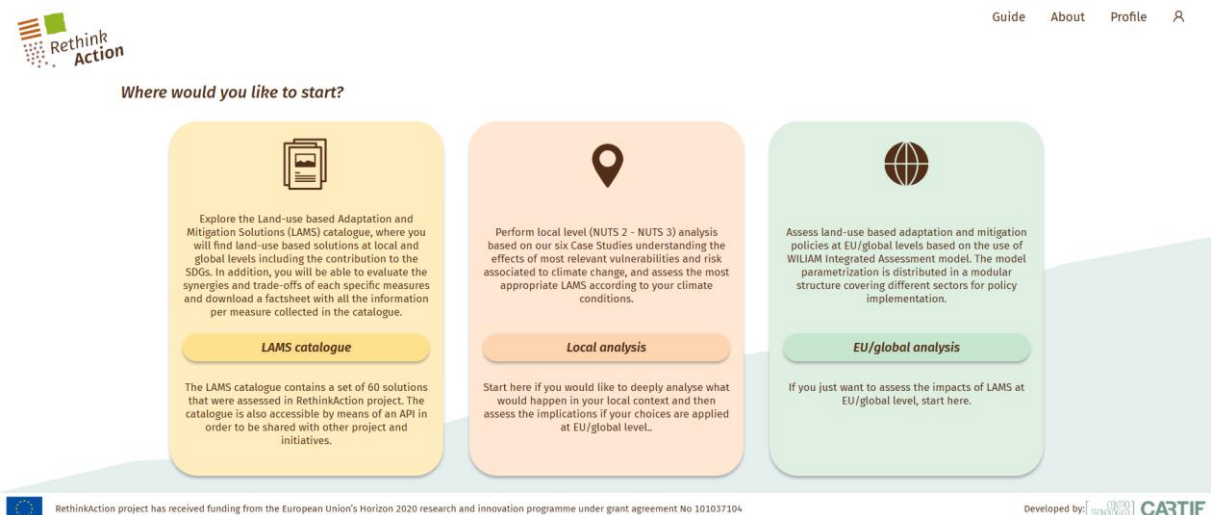 Rethink
Action
Guide About Profile
Where would you like to start?
Explore the Land-use based Adaptation and
Mitigation Solutions (LAMS) catalogue, where you
will find land-use based solutions at local and
global levels including the contribution to the
SDGs. In addition, you will be able to evaluate the
synergies and trade-offs of each specific measures
and download a factsheet with all the information
per measure collected in the catalogue.
LAMS catalogue
The LAMS catalogue contains a set of 60 solutions
that were assessed in RethinkAction project. The
catalogue is also accessible by means of an API in
order to be shared with other project and
initiatives.
Perform local level (NUTS 2 - NUTS 3) analysis
based on our six Case Studies understanding the
effects of most relevant vulnerabilities and risk
associated to climate change, and assess the most
appropriate LAMS according to your climate
conditions.
Local analysis
Start here if you would like to deeply analyse what
would happen in your local context and then
assess the implications if your choices are applied
at EU/global level..
Assess land-use based adaptation and mitigation
policies at EU/global levels based on the use of
WILIAM Integrated Assessment model. The model
parametrization is distributed in a modular
structure covering different sectors for policy
implementation.
EU/global analysis
If you just want to assess the impacts of LAMS at
EU/global level, start here.
RethinkAction project has received funding from the European Union's Horizon 2020 research and innovation programme under grant agreement No 101037104
Developed by:
CENTRO
TECNOLÓGICO
CARTIF